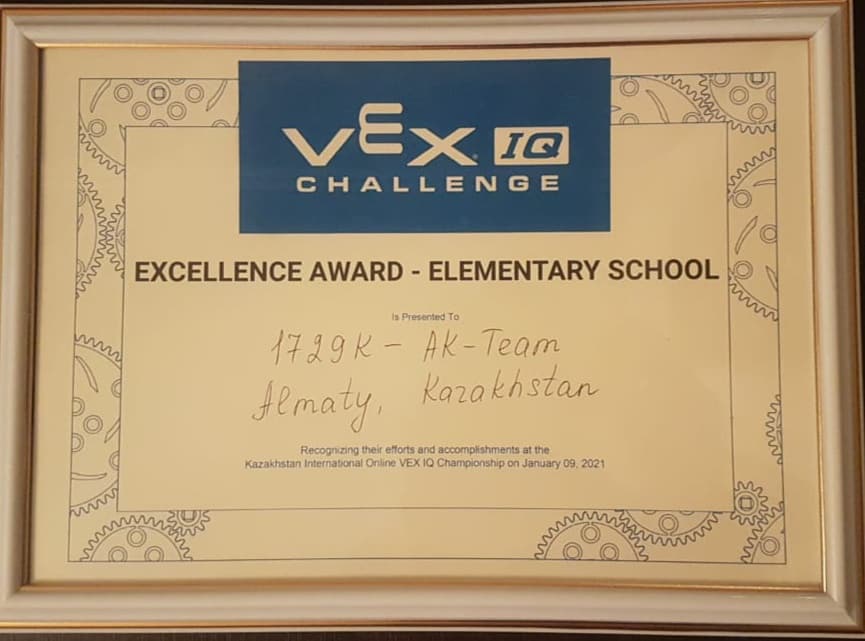 VEX IQ
CHALLENGE
EXCELLENCE AWARD - ELEMENTARY SCHOOL
Is Presented To
1729K - AK-Team
Almaty, Kazakhstan
Recognizing their efforts and accomplishments at the
Kazakhstan International Online VEX IQ Championship on January 09, 2021